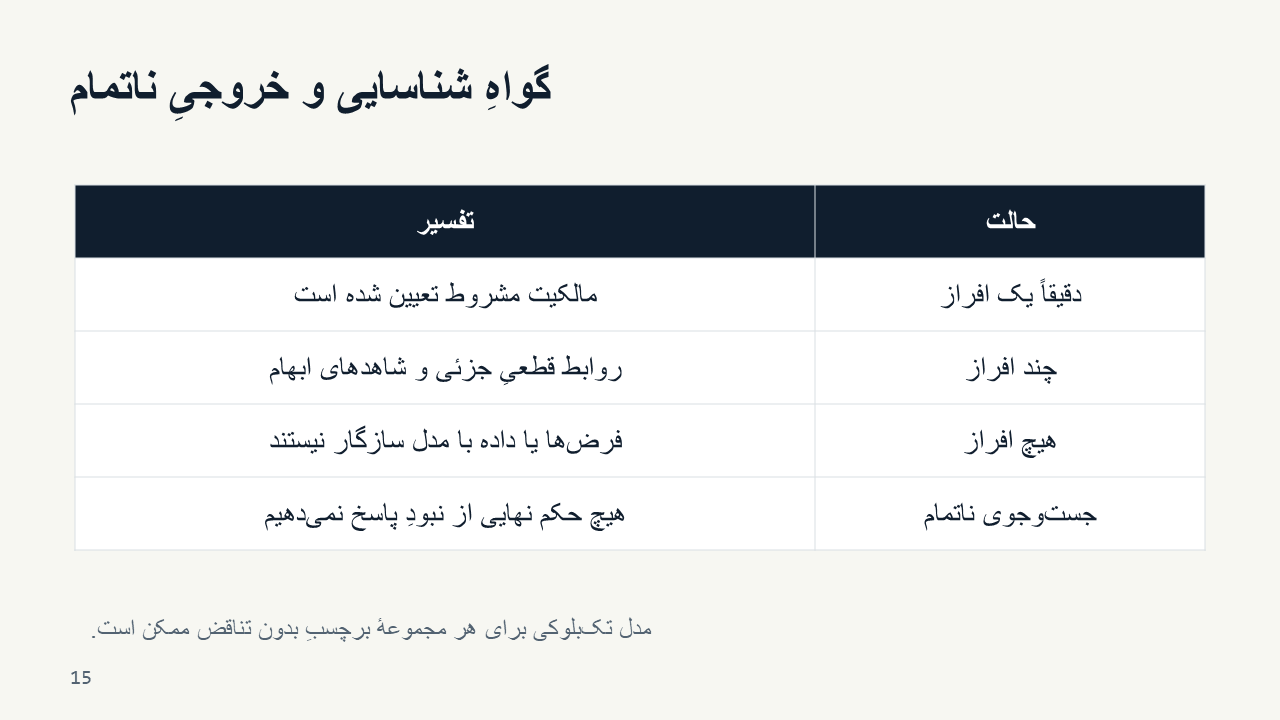 گواهِ شناسایی و خروجیِ ناتمام
حالت تفسیر
دقیقاً یک افراز مالکیت مشروط تعیین شده است
چند افراز روابط قطعیِ جزئی و شاهدهای ابهام
هیچ افراز فرض‌ها یا داده با مدل سازگار نیستند
جست‌وجوی ناتمام هیچ حکم نهایی از نبودِ پاسخ نمی‌دهیم
مدل تک‌بلوکی برای هر مجموعهٔ برچسبِ بدون تناقض ممکن است.
15